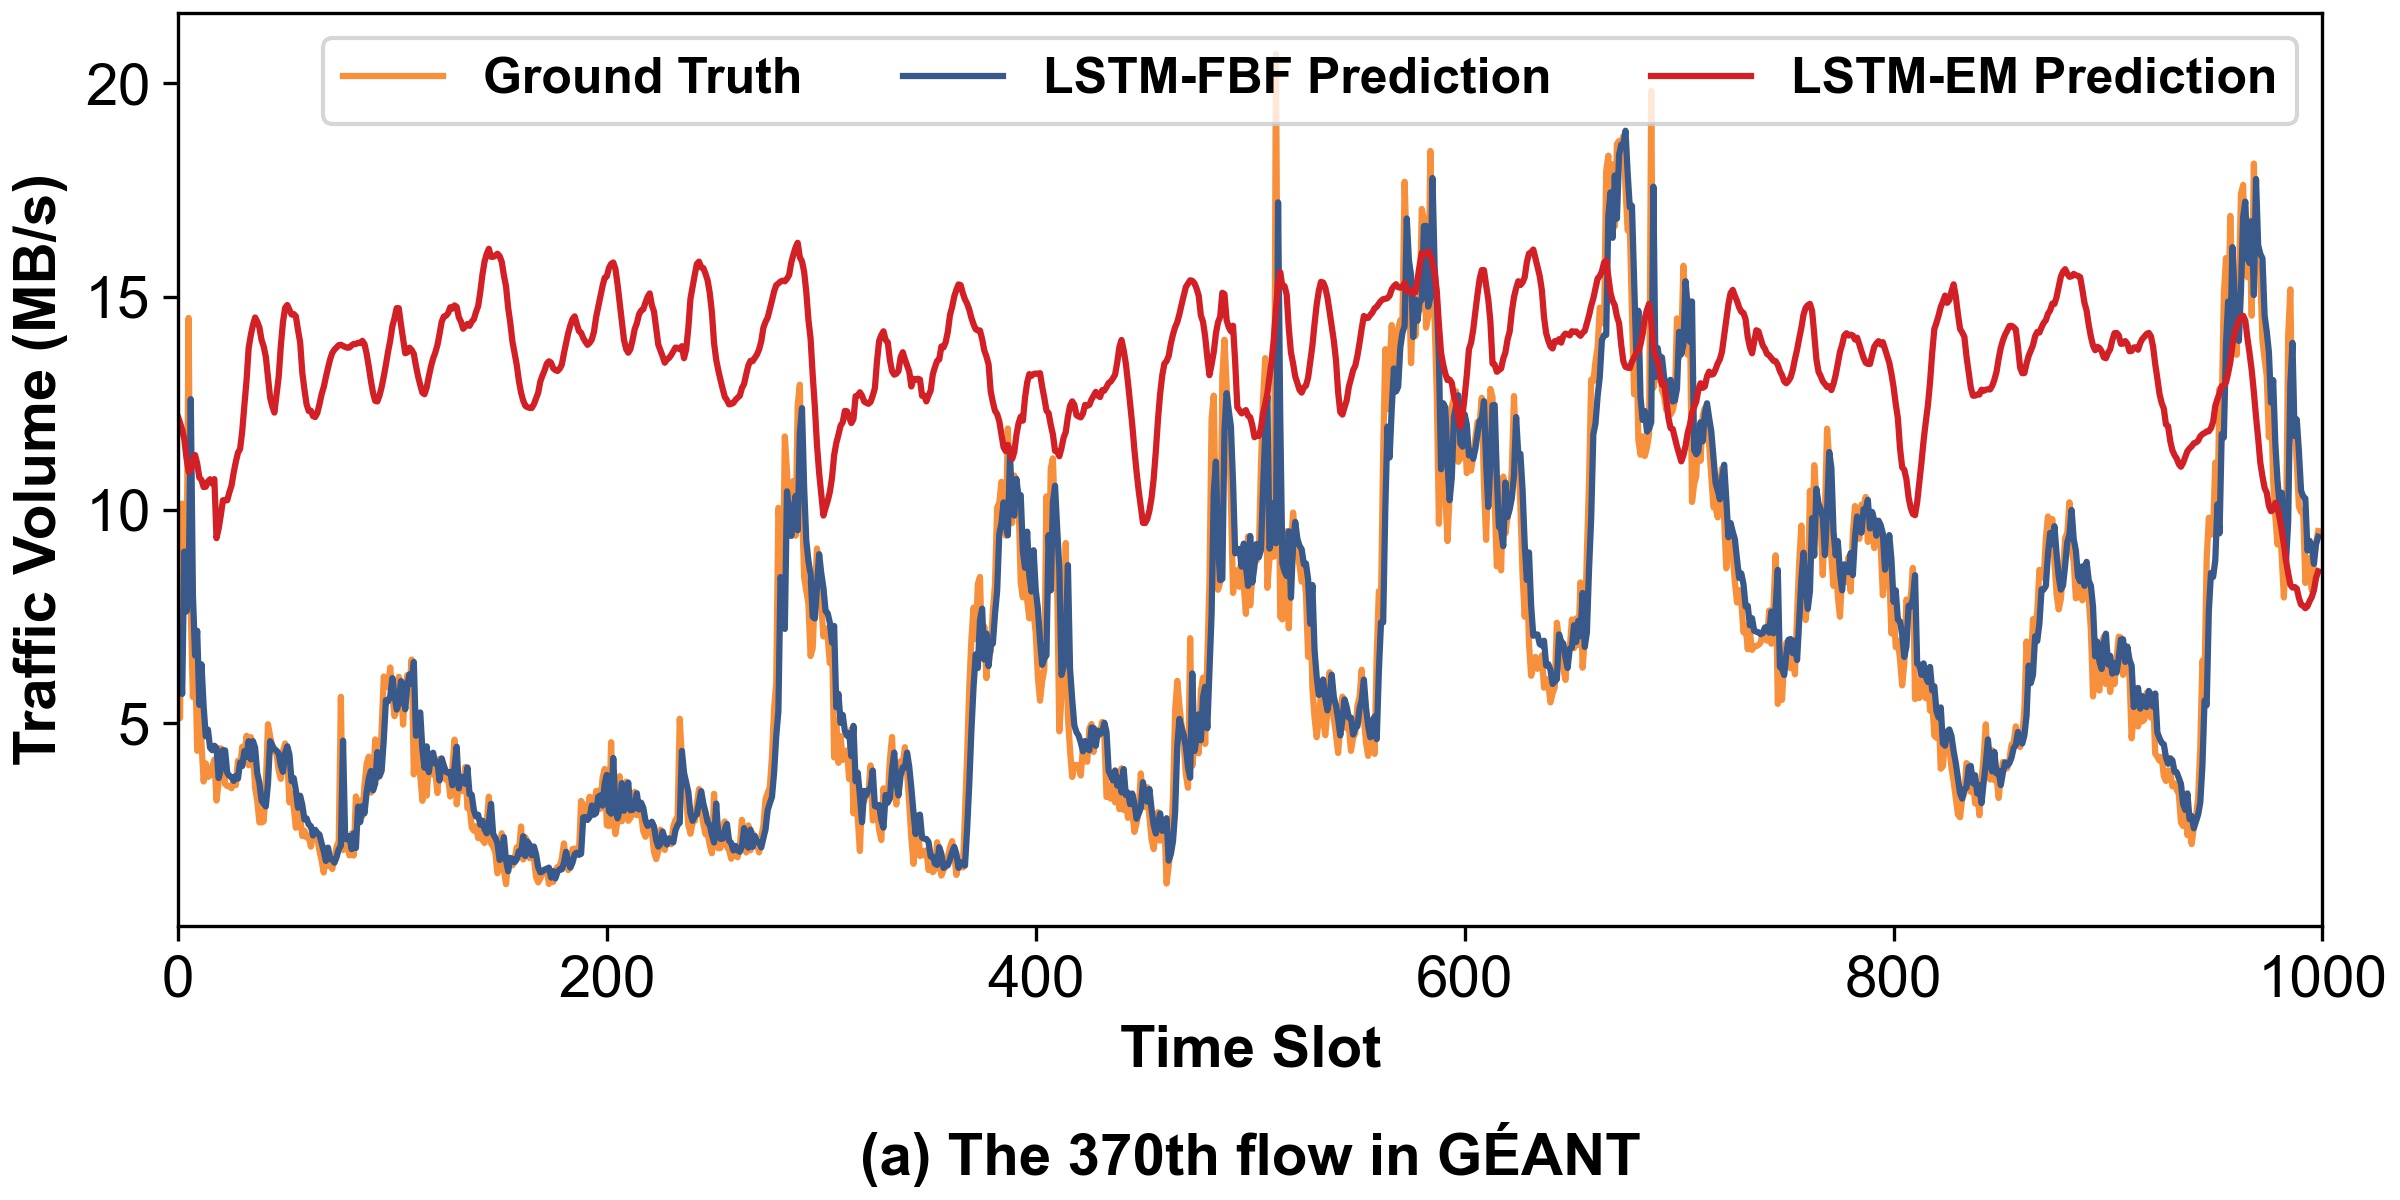 Ground Truth LSTM-FBF Prediction LSTM-EM Prediction
Traffic Volume (MB/s)
20
15
10
5
0 200 400 600 800 1000
Time Slot
(a) The 370th flow in GÉANT